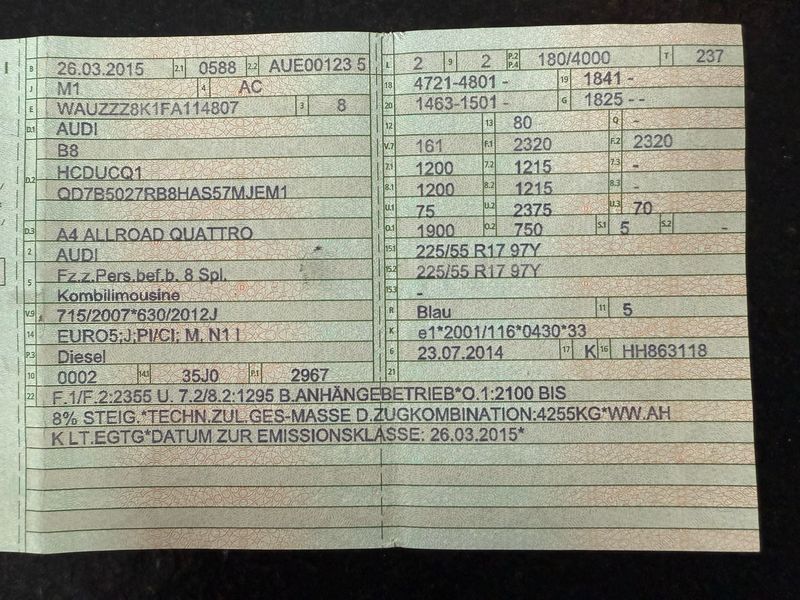 B 26.03.2015 2.1 0588 2.2 AUE00123 5
J M1 4 AC
E WAUZZZ8K1FA114807 3 8
D.1 AUDI
B8
D.2 HCDUCQ1
QD7B5027RB8HAS57MJEM1
D.3 A4 ALLROAD QUATTRO
2 AUDI
5 Fz.z.Pers.bef.b. 8 Spl.
Kombilimousine
V.9 715/2007*630/2012J
14 EURO5;J;PI/CI; M, N1 I
P.3 Diesel
10 0002 14.1 35J0 P.1 2967
L 2 9 2 P.2 P.4 180/4000 T 237
18 4721-4801 - 19 1841 -
20 1463-1501 - G 1825 - -
12 13 80 Q -
V.7 161 F.1 2320 F.2 2320
7.1 1200 7.2 1215 7.3 -
8.1 1200 8.2 1215 8.3 -
U.1 75 U.2 2375 U.3 70
O.1 1900 O.2 750 S.1 5 S.2 -
15.1 225/55 R17 97Y
15.2 225/55 R17 97Y
15.3 -
R Blau 11 5
K e1*2001/116*0430*33
6 23.07.2014 17 K 16 HH863118
21
22 F.1/F.2:2355 U. 7.2/8.2:1295 B.ANHÄNGEBETRIEB*O.1:2100 BIS
8% STEIG.*TECHN.ZUL.GES-MASSE D.ZUGKOMBINATION:4255KG*WW.AH
K LT.EGTG*DATUM ZUR EMISSIONSKLASSE: 26.03.2015*